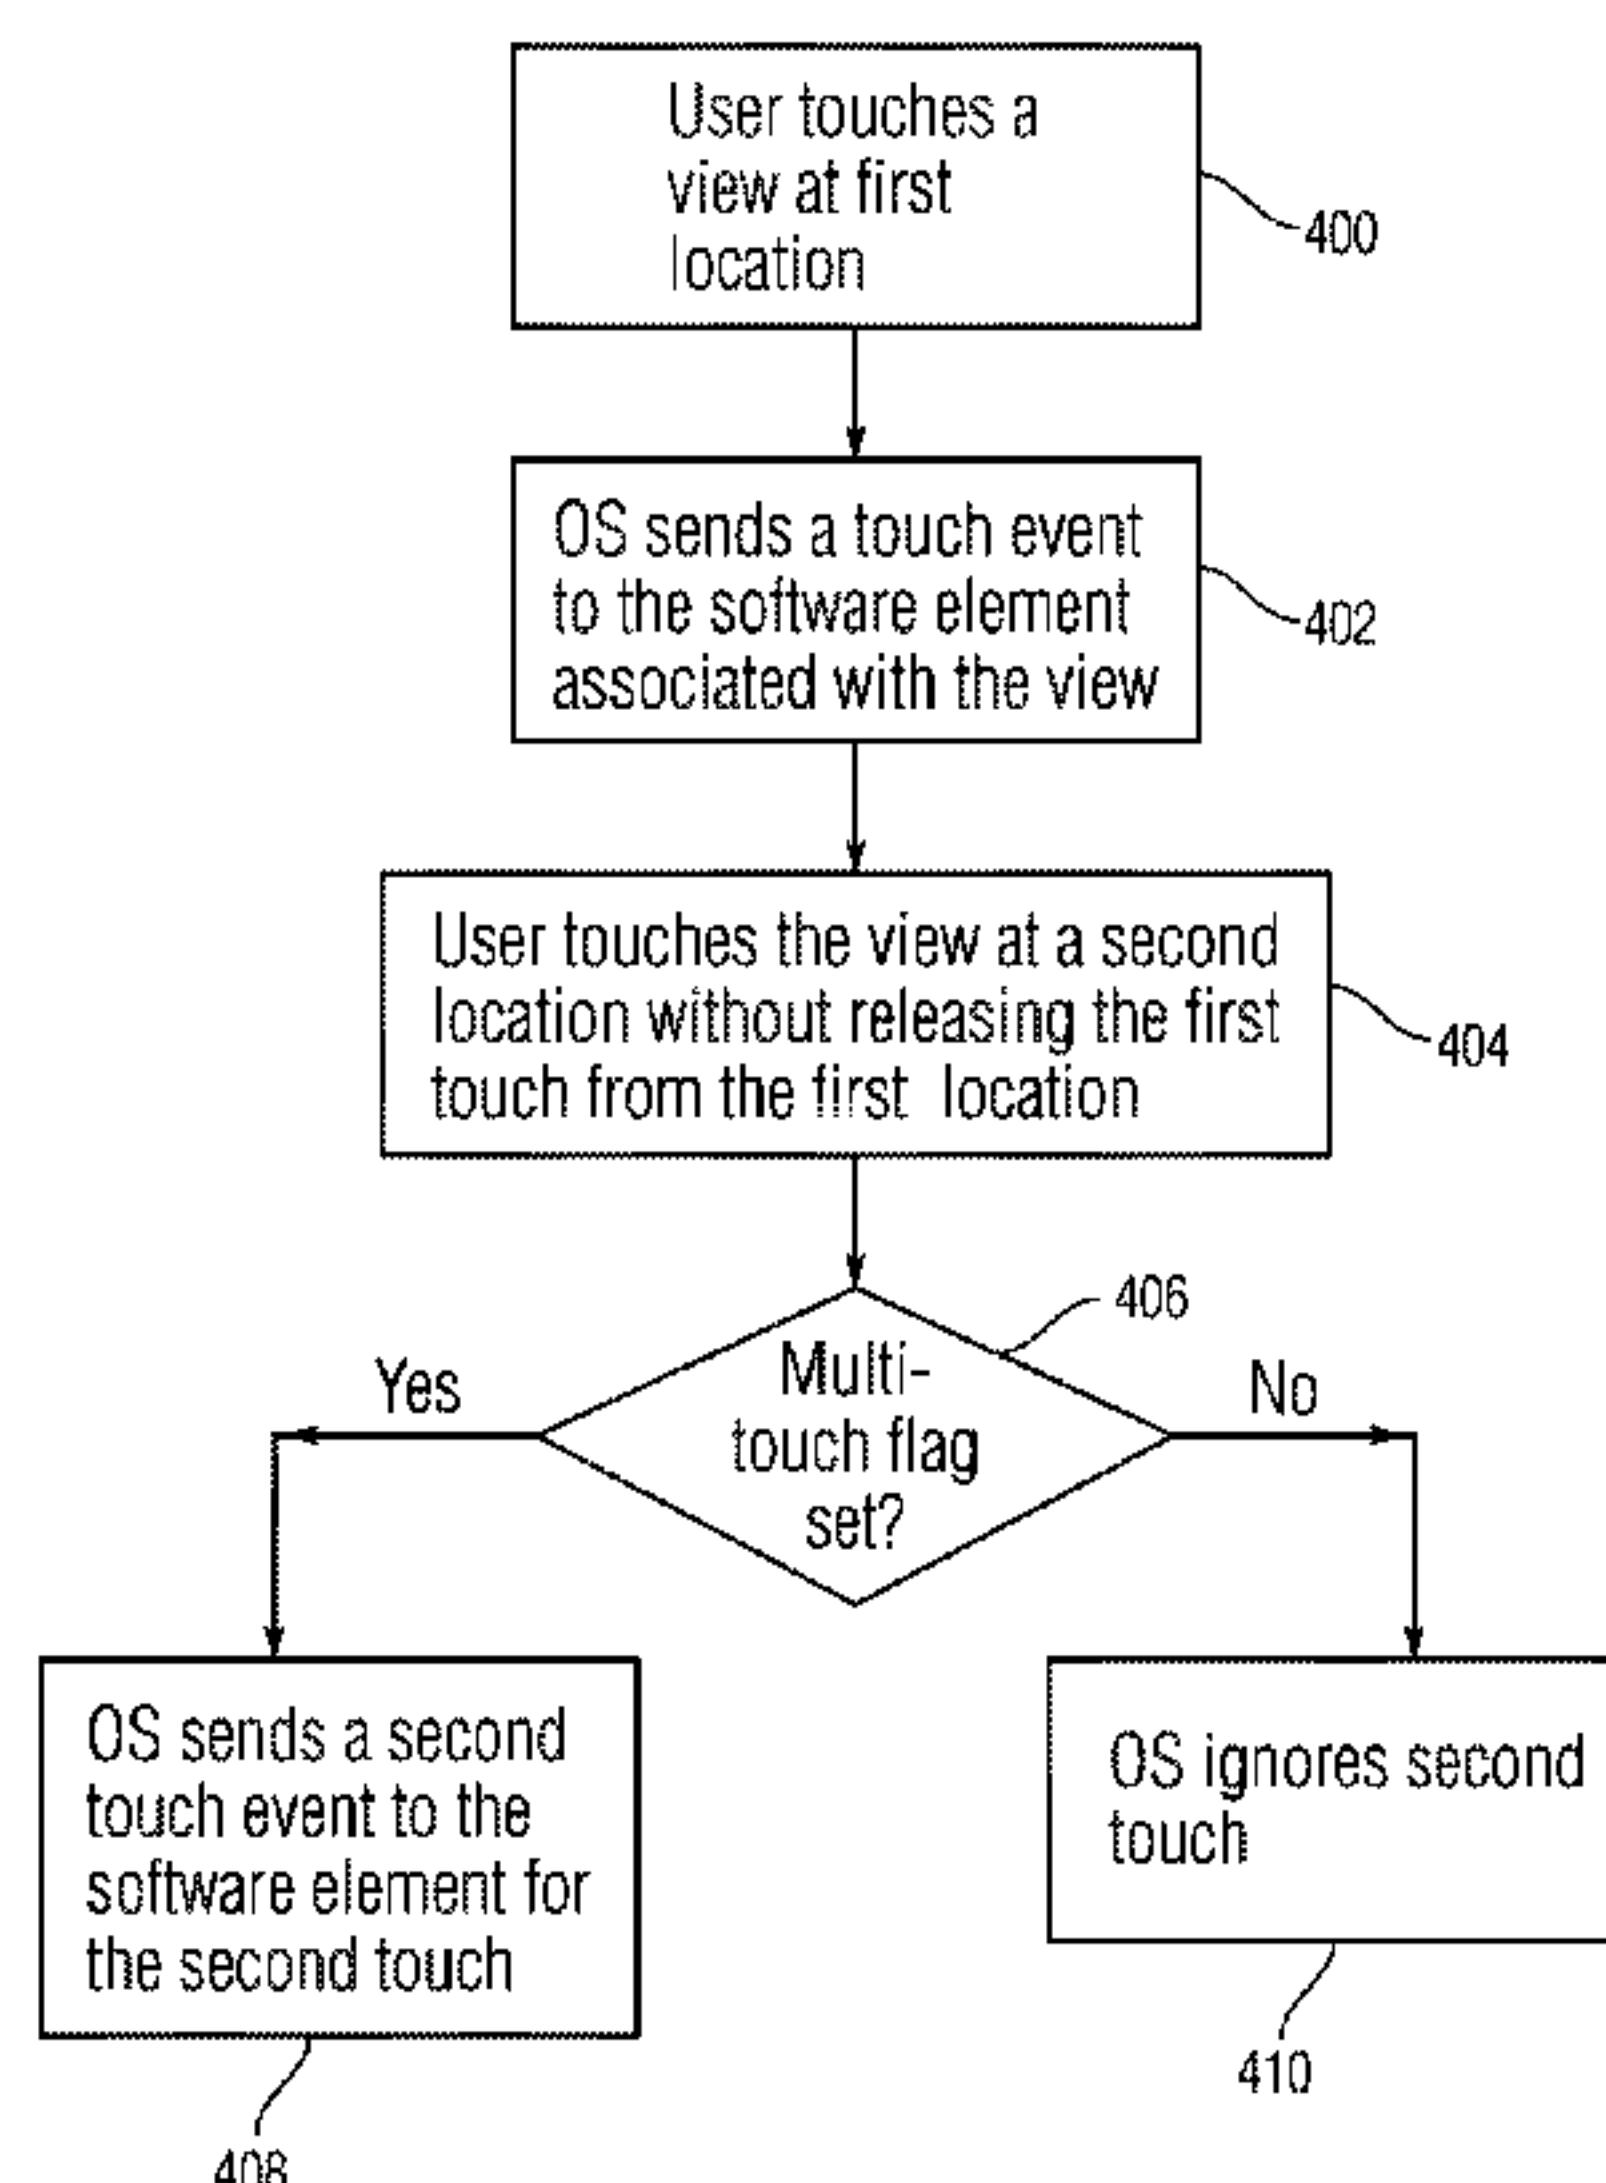 User touches a
view at first
location
400
OS sends a touch event
to the software element
associated with the view
402
User touches the view at a second
location without releasing the first
touch from the first location
404
406
Multi-
touch flag
set?
Yes
No
OS sends a second
touch event to the
software element for
the second touch
408
OS ignores second
touch
410